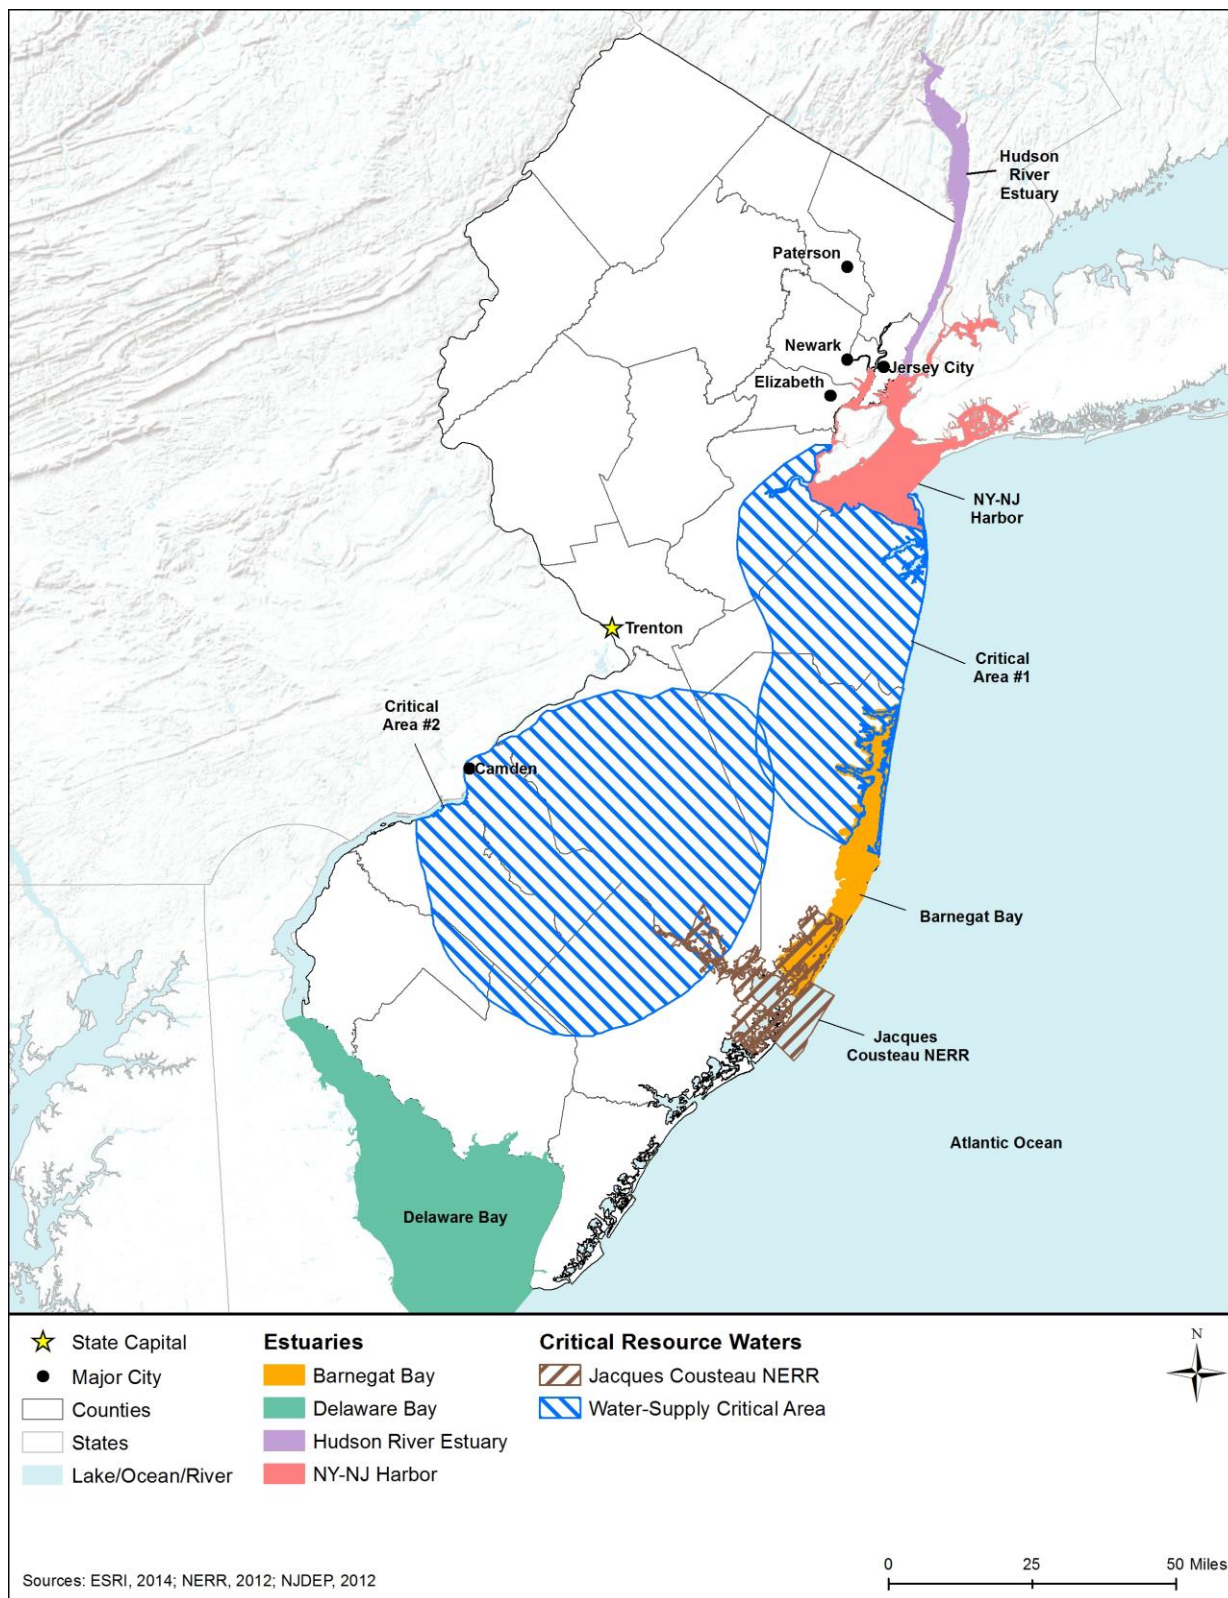 Hudson
River
Estuary
Paterson
Newark
Jersey City
Elizabeth
NY-NJ
Harbor
Trenton
Critical
Area #1
Critical
Area #2
Camden
Barnegat Bay
Jacques
Cousteau NERR
Atlantic Ocean
Delaware Bay
State Capital
Major City
Counties
States
Lake/Ocean/River
Estuaries
Barnegat Bay
Delaware Bay
Hudson River Estuary
NY-NJ Harbor
Critical Resource Waters
Jacques Cousteau NERR
Water-Supply Critical Area
N
Sources: ESRI, 2014; NERR, 2012; NJDEP, 2012
0 25 50 Miles